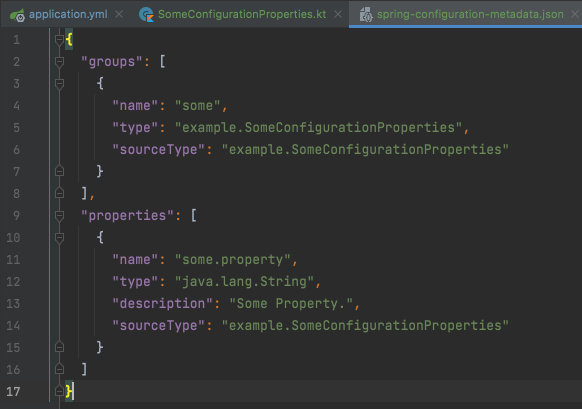 application.yml SomeConfigurationProperties.kt spring-configuration-metadata.json
1 {
2 "groups": [
3 {
4 "name": "some",
5 "type": "example.SomeConfigurationProperties",
6 "sourceType": "example.SomeConfigurationProperties"
7 }
8 ],
9 "properties": [
10 {
11 "name": "some.property",
12 "type": "java.lang.String",
13 "description": "Some Property.",
14 "sourceType": "example.SomeConfigurationProperties"
15 }
16 ]
17 }